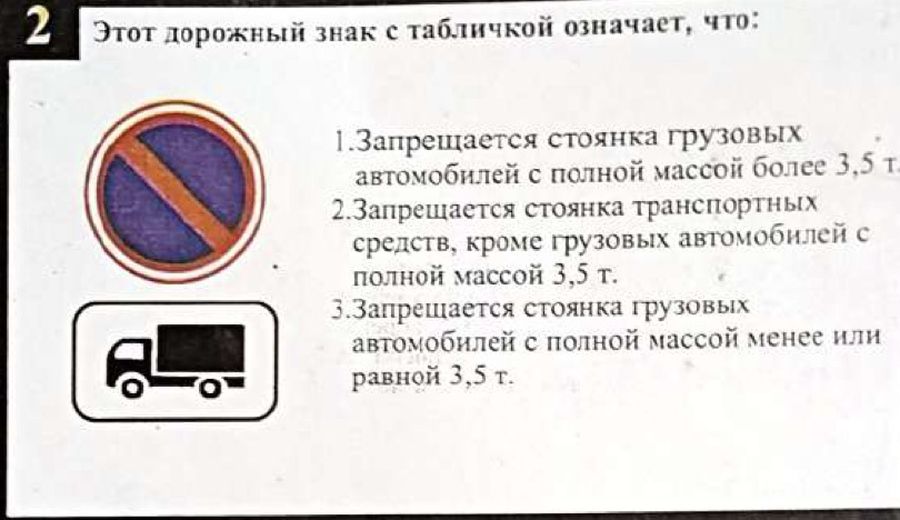 2
Этот дорожный знак с табличкой означает, что:
1.Запрещается стоянка грузовых
автомобилей с полной массой более 3,5 т.
2.Запрещается стоянка транспортных
средств, кроме грузовых автомобилей с
полной массой 3,5 т.
3.Запрещается стоянка грузовых
автомобилей с полной массой менее или
равной 3,5 т.